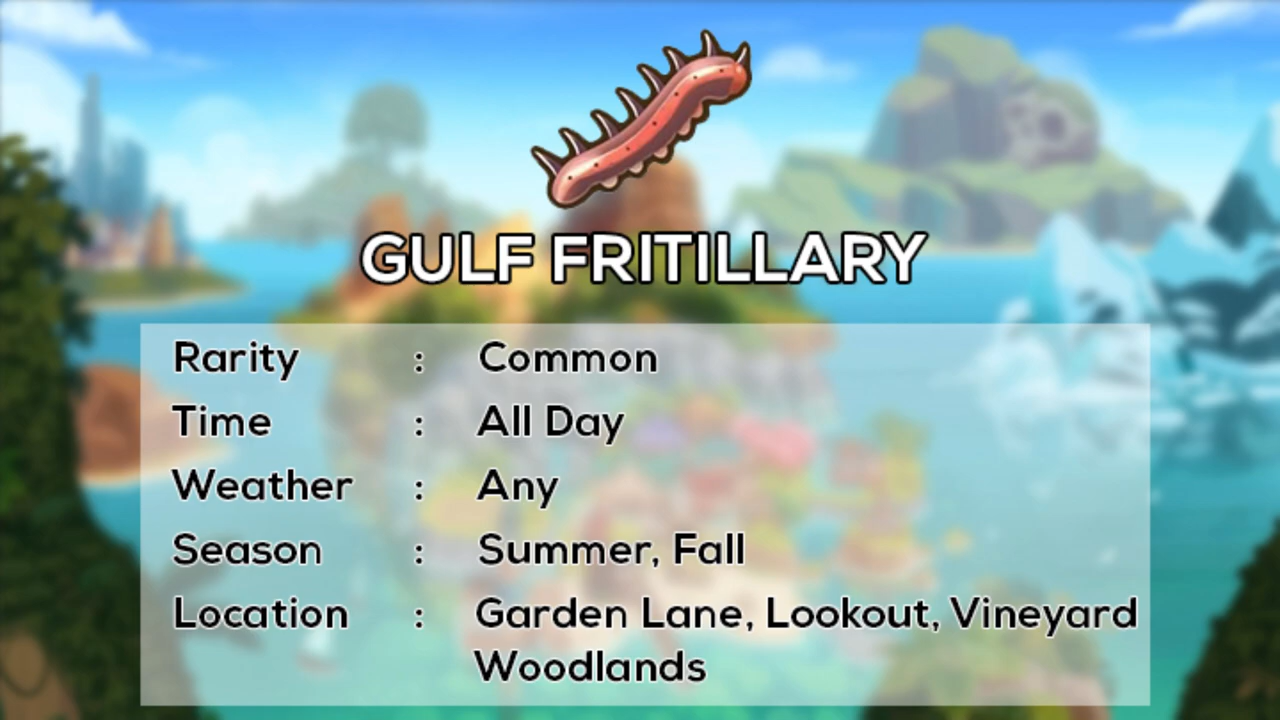 GULF FRITILLARY
Rarity : Common
Time : All Day
Weather : Any
Season : Summer, Fall
Location : Garden Lane, Lookout, Vineyard
Woodlands